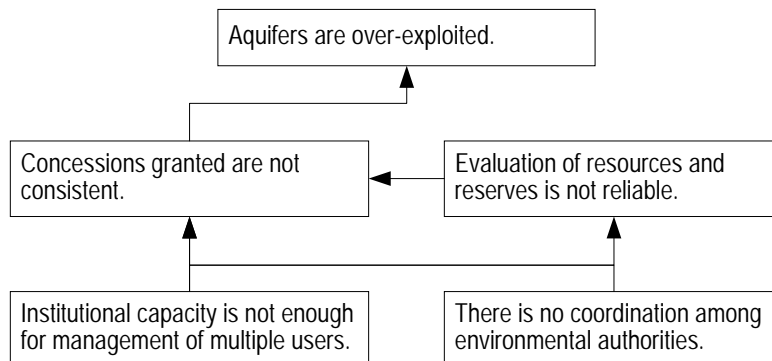 Aquifers are over-exploited.
Concessions granted are not
consistent.
Evaluation of resources and
reserves is not reliable.
Institutional capacity is not enough
for management of multiple users.
There is no coordination among
environmental authorities.